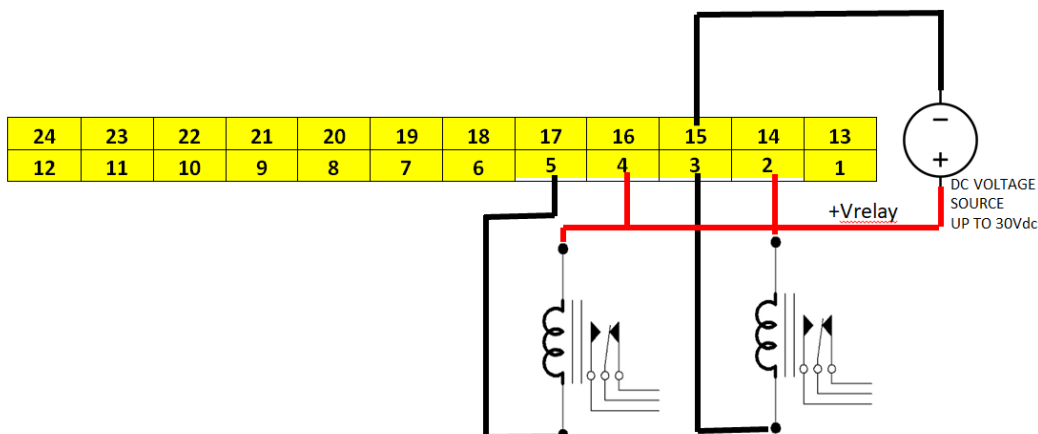 −
24 23 22 21 20 19 18 17 16 15 14 13
12 11 10 9 8 7 6 5 4 3 2 1
+
DC VOLTAGE
SOURCE
UP TO 30Vdc
+Vrelay